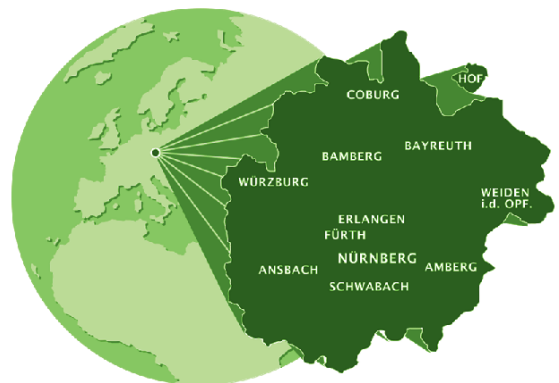 HOF
COBURG
BAYREUTH
BAMBERG
WÜRZBURG
WEIDEN
i.d. OPF.
ERLANGEN
FÜRTH
NÜRNBERG
ANSBACH
AMBERG
SCHWABACH